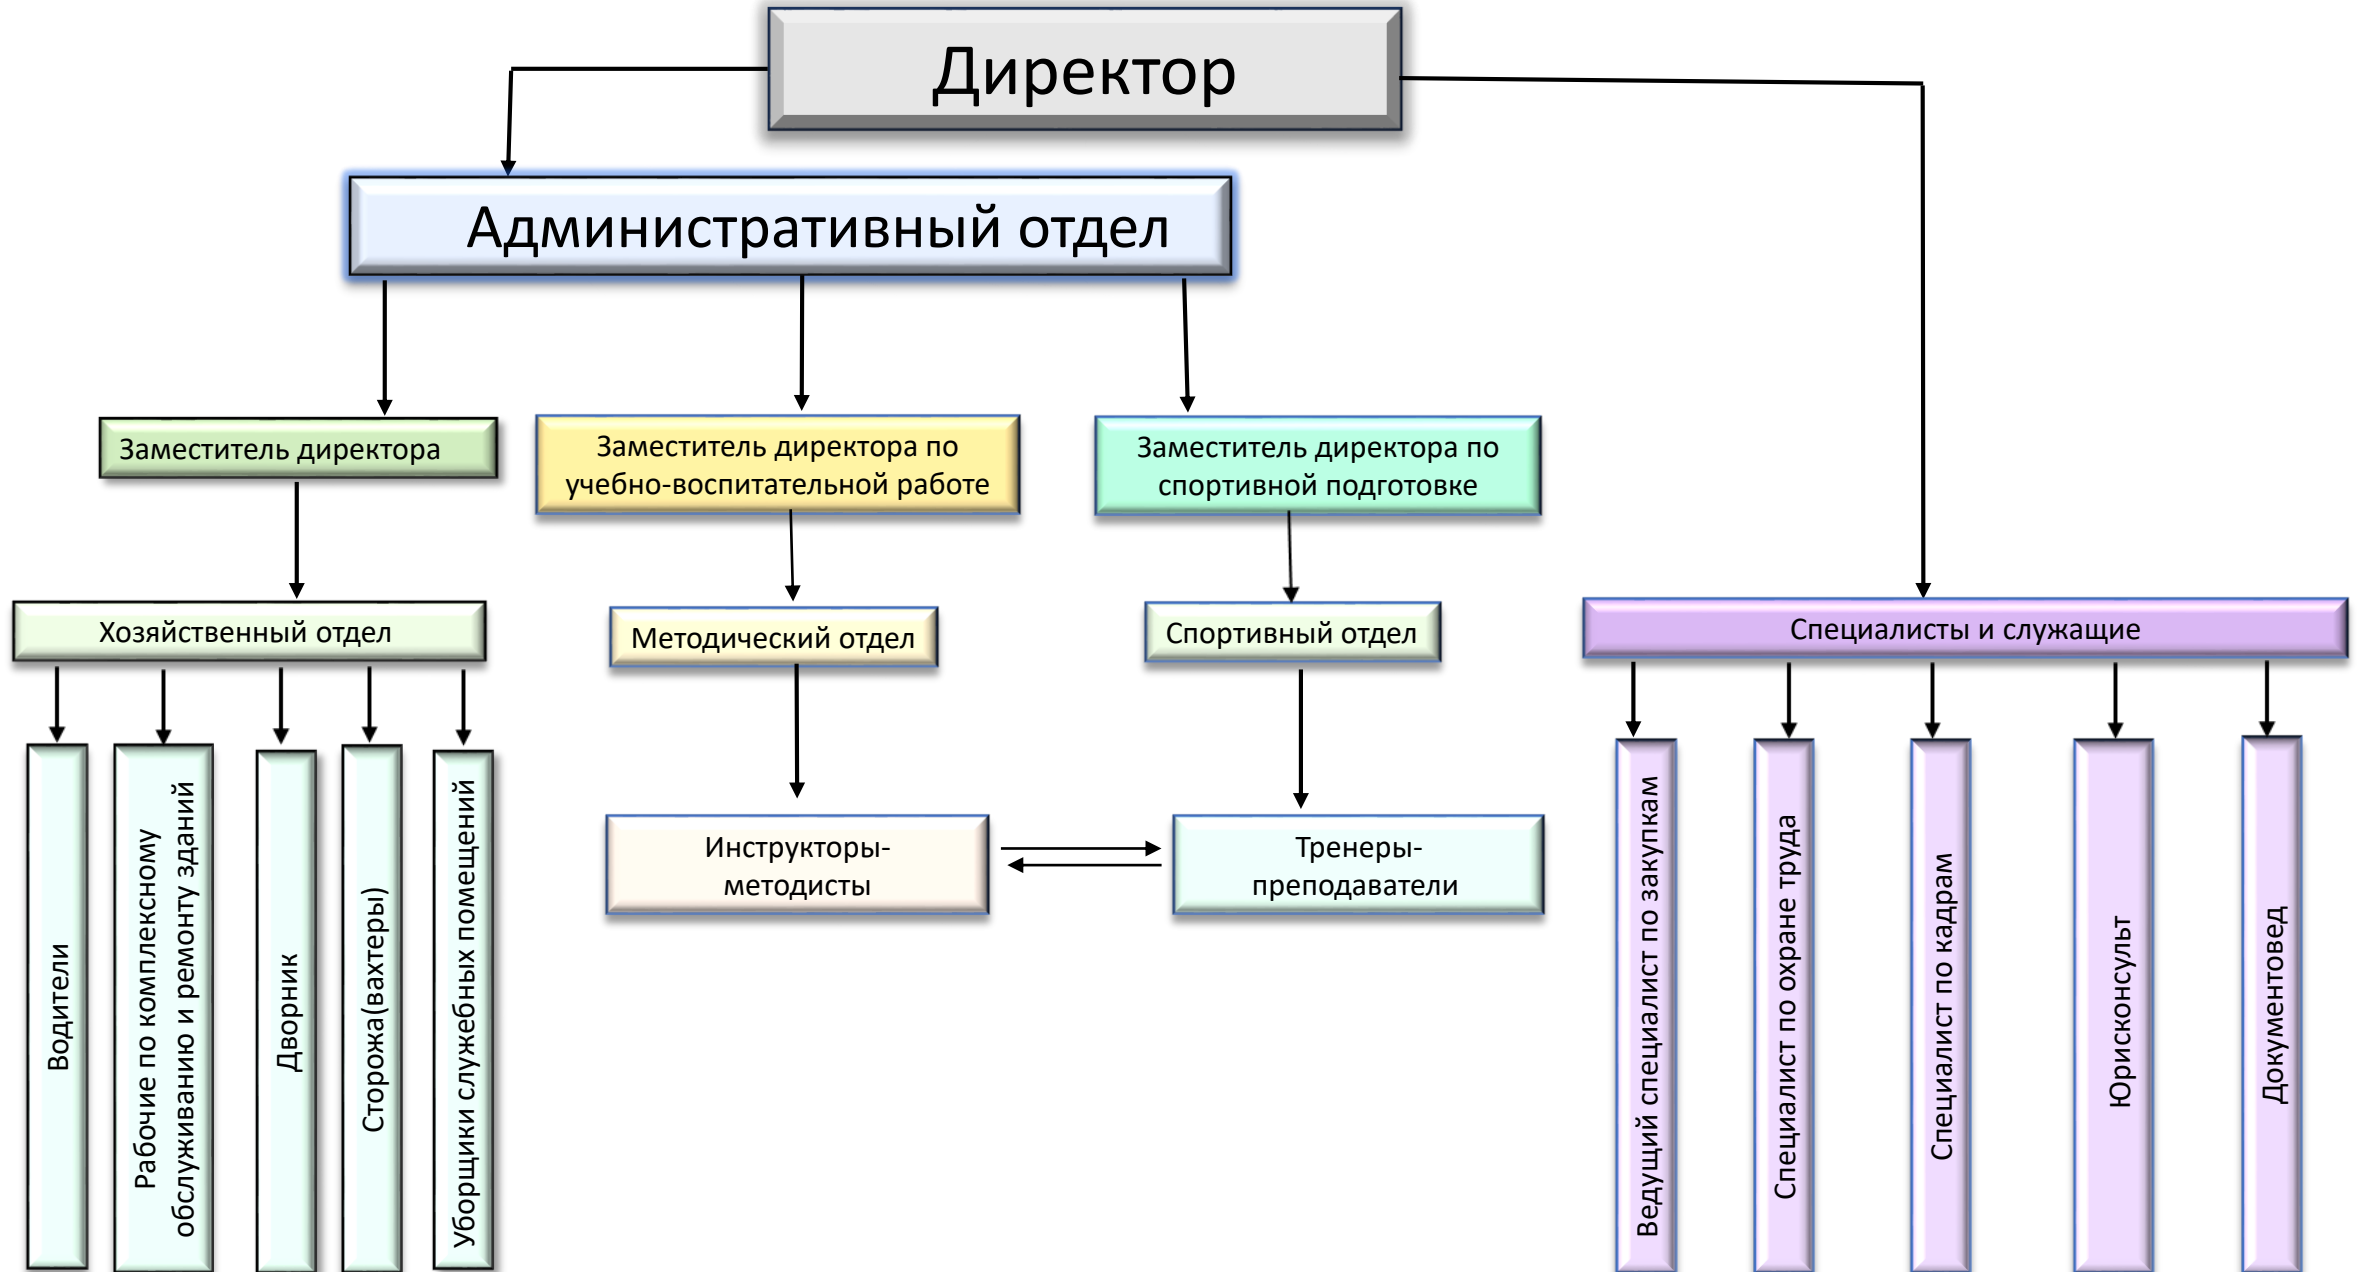 Директор
Административный отдел
Заместитель директора
Заместитель директора по
учебно-воспитательной работе
Заместитель директора по
спортивной подготовке
Хозяйственный отдел
Методический отдел
Спортивный отдел
Специалисты и служащие
Водители
Рабочие по комплексному
обслуживанию и ремонту зданий
Дворник
Сторожа(вахтеры)
Уборщики служебных помещений
Инструкторы-
методисты
Тренеры-
преподаватели
Ведущий специалист по закупкам
Специалист по охране труда
Специалист по кадрам
Юрисконсульт
Документовед